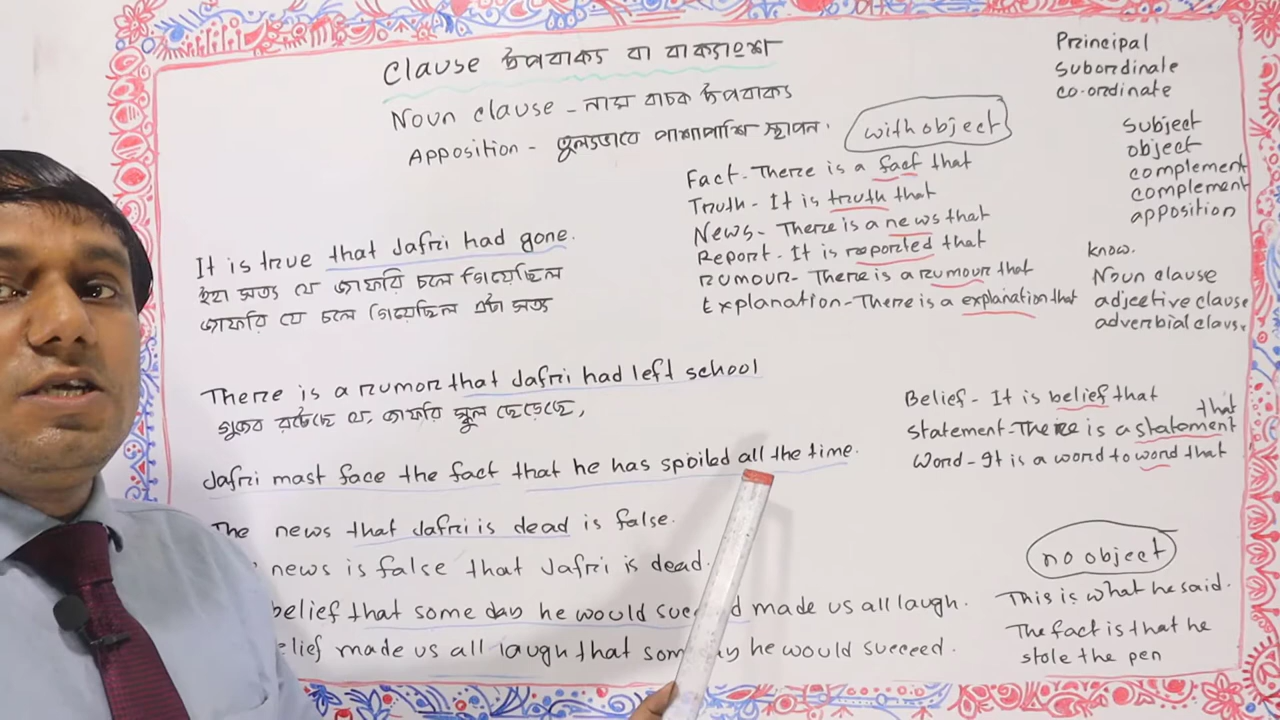 Clause উপবাক্য বা বাক্যাংশ
Noun clause - নাম বাচক উপবাক্য
Apposition - তুল্যভাবে পাশাপাশি স্থাপন।
with object
Fact - There is a fact that
Truth - It is truth that
News - There is a news that
Report - It is reported that
Rumour - There is a rumour that
Explanation - There is a explanation that
Principal
Subordinate
co-ordinate
Subject
object
complement
complement
apposition
know.
Noun clause
adjective clause
adverbial claus
It is true that Jafri had gone.
ইহা সত্য যে জাফরি চলে গিয়েছিল
জাফরি যে চলে গিয়েছিল এটা সত্য
There is a rumor that Jafri had left school
গুজব রটেছে যে, জাফরি স্কুল ছেড়েছে,
Jafri mast face the fact that he has spoiled all the time.
The news that Jafri is dead is false.
news is false that Jafri is dead.
belief that some day he would suc d made us all laugh.
lief made us all laugh that som y he would succeed.
Belief - It is belief that
Statement - There is a statement that
Word - It is a word to word that
no object
This is what he said.
The fact is that he
stole the pen